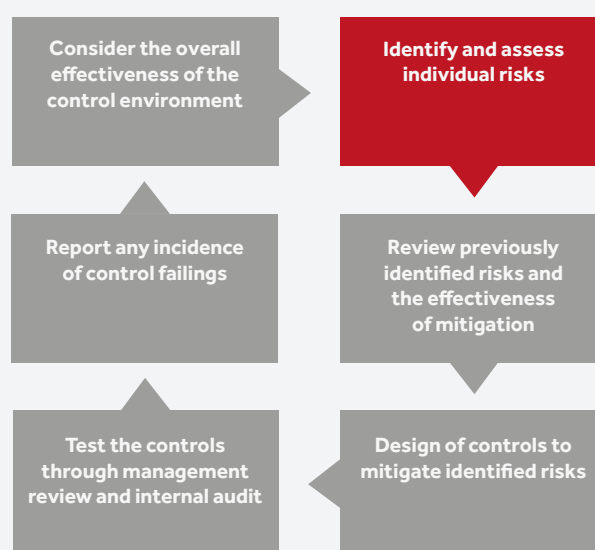 Consider the overall
effectiveness of the
control environment
Identify and assess
individual risks
Report any incidence
of control failings
Review previously
identified risks and
the effectiveness
of mitigation
Test the controls
through management
review and internal audit
Design of controls to
mitigate identified risks